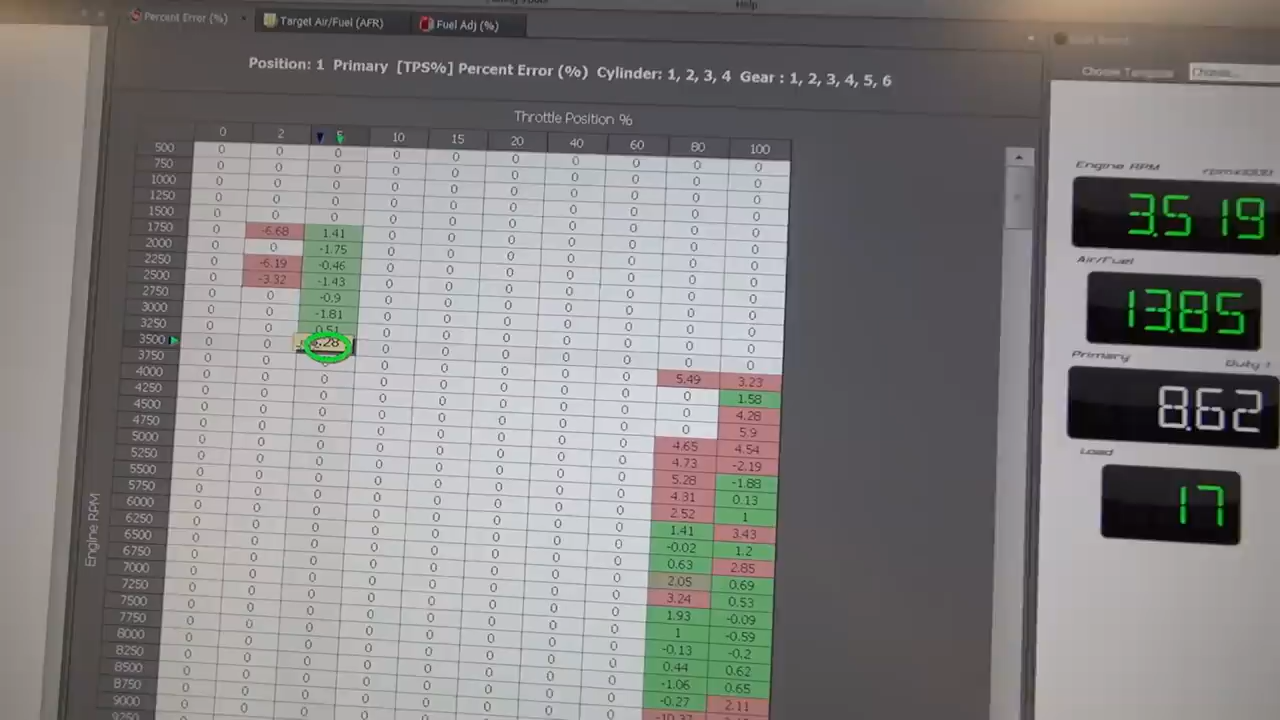 Help
Percent Error (%) Target Air/Fuel (AFR) Fuel Adj (%)
Position: 1 Primary [TPS%] Percent Error (%) Cylinder: 1, 2, 3, 4 Gear : 1, 2, 3, 4, 5, 6
Throttle Position %
0 2 5 10 15 20 40 60 80 100
500 0 0 0 0 0 0 0 0 0 0
750 0 0 0 0 0 0 0 0 0 0
1000 0 0 0 0 0 0 0 0 0 0
1250 0 0 0 0 0 0 0 0 0 0
1500 0 0 0 0 0 0 0 0 0 0
1750 0 -6.68 1.41 0 0 0 0 0 0 0
2000 0 0 -1.75 0 0 0 0 0 0 0
2250 0 -6.19 -0.46 0 0 0 0 0 0 0
2500 0 -3.32 -1.43 0 0 0 0 0 0 0
2750 0 0 -0.9 0 0 0 0 0 0 0
3000 0 0 -1.81 0 0 0 0 0 0 0
3250 0 0 0.51 0 0 0 0 0 0 0
3500 0 0 0 0 0 0 0 0 0
3750 0 0 0 0 0 0 0 0 0 0
4000 0 0 0 0 0 0 0 0 5.49 3.23
4250 0 0 0 0 0 0 0 0 0 1.58
4500 0 0 0 0 0 0 0 0 0 4.28
4750 0 0 0 0 0 0 0 0 0 5.9
5000 0 0 0 0 0 0 0 0 4.65 4.54
5250 0 0 0 0 0 0 0 0 4.73 -2.19
5500 0 0 0 0 0 0 0 0 5.28 -1.88
5750 0 0 0 0 0 0 0 0 4.31 0.13
6000 0 0 0 0 0 0 0 0 2.52 1
6250 0 0 0 0 0 0 0 0 1.41 3.43
6500 0 0 0 0 0 0 0 0 -0.02 1.2
6750 0 0 0 0 0 0 0 0 0.63 2.85
7000 0 0 0 0 0 0 0 0 2.05 0.69
7250 0 0 0 0 0 0 0 0 3.24 0.53
7500 0 0 0 0 0 0 0 0 1.93 -0.09
7750 0 0 0 0 0 0 0 0 1 -0.59
8000 0 0 0 0 0 0 0 0 -0.13 -0.2
8250 0 0 0 0 0 0 0 0 0.44 0.62
8500 0 0 0 0 0 0 0 0 -1.06 0.65
8750 0 0 0 0 0 0 0 0 -0.27 2.11
9000 0 0 0 0 0 0 0 0
9250
Engine RPM
Engine RPM
3.519
Air/Fuel
13.85
Primary Duty
8.62
Load
17